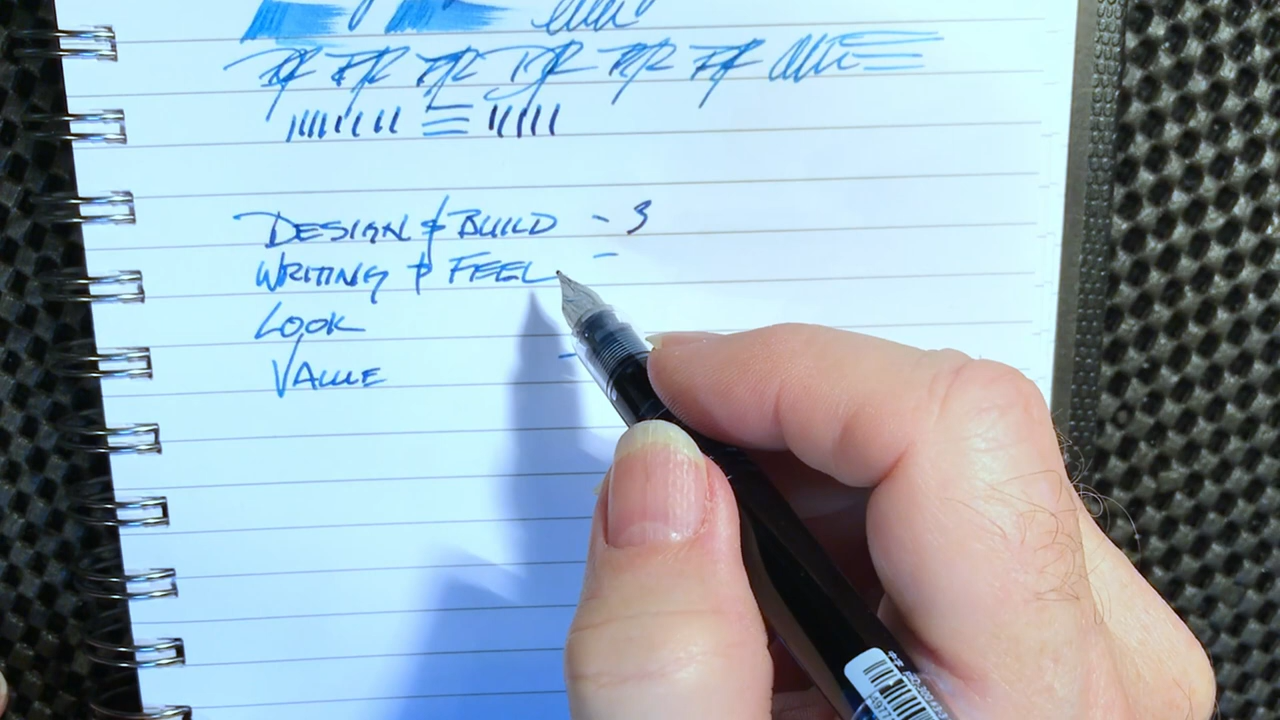 DESIGN & BUILD - 3
WRITING & FEEL -
LOOK
VALUE -